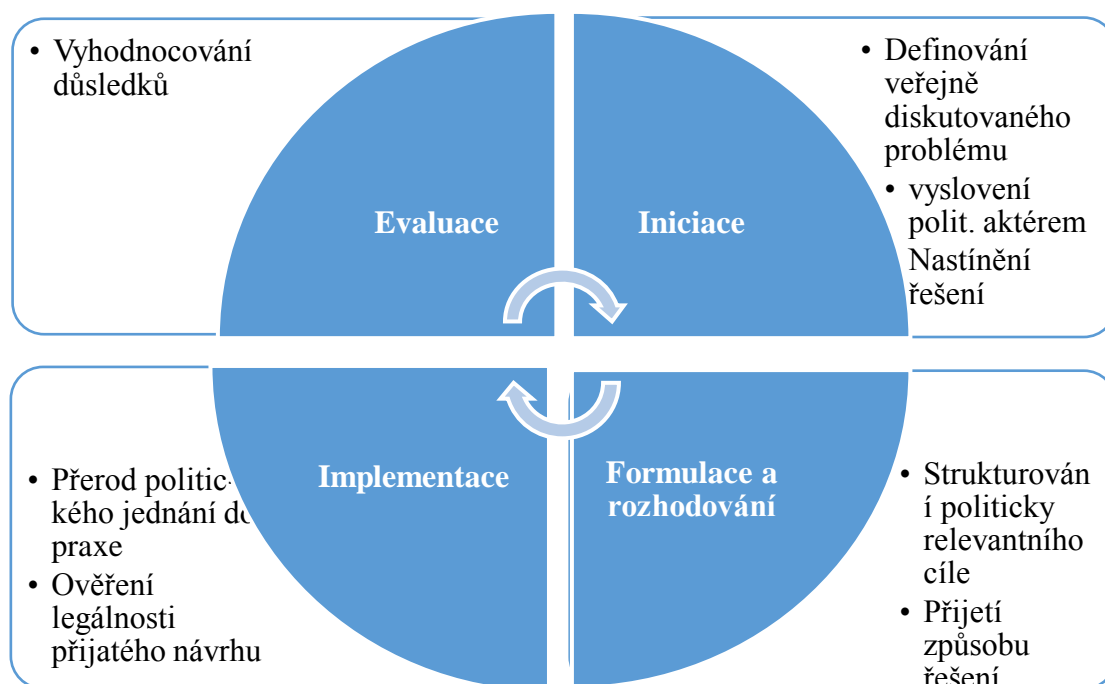 • Vyhodnocování
důsledků
Evaluace
Iniciace
• Definování
veřejně
diskutovaného
problému
• vyslovení
polit. aktérem
Nastínění
řešení
• Přerod politic-
kého jednání do
praxe
• Ověření
legálnosti
přijatého návrhu
Implementace
Formulace a
rozhodování
• Strukturován
í politicky
relevantního
cíle
• Přijetí
způsobu
řešení